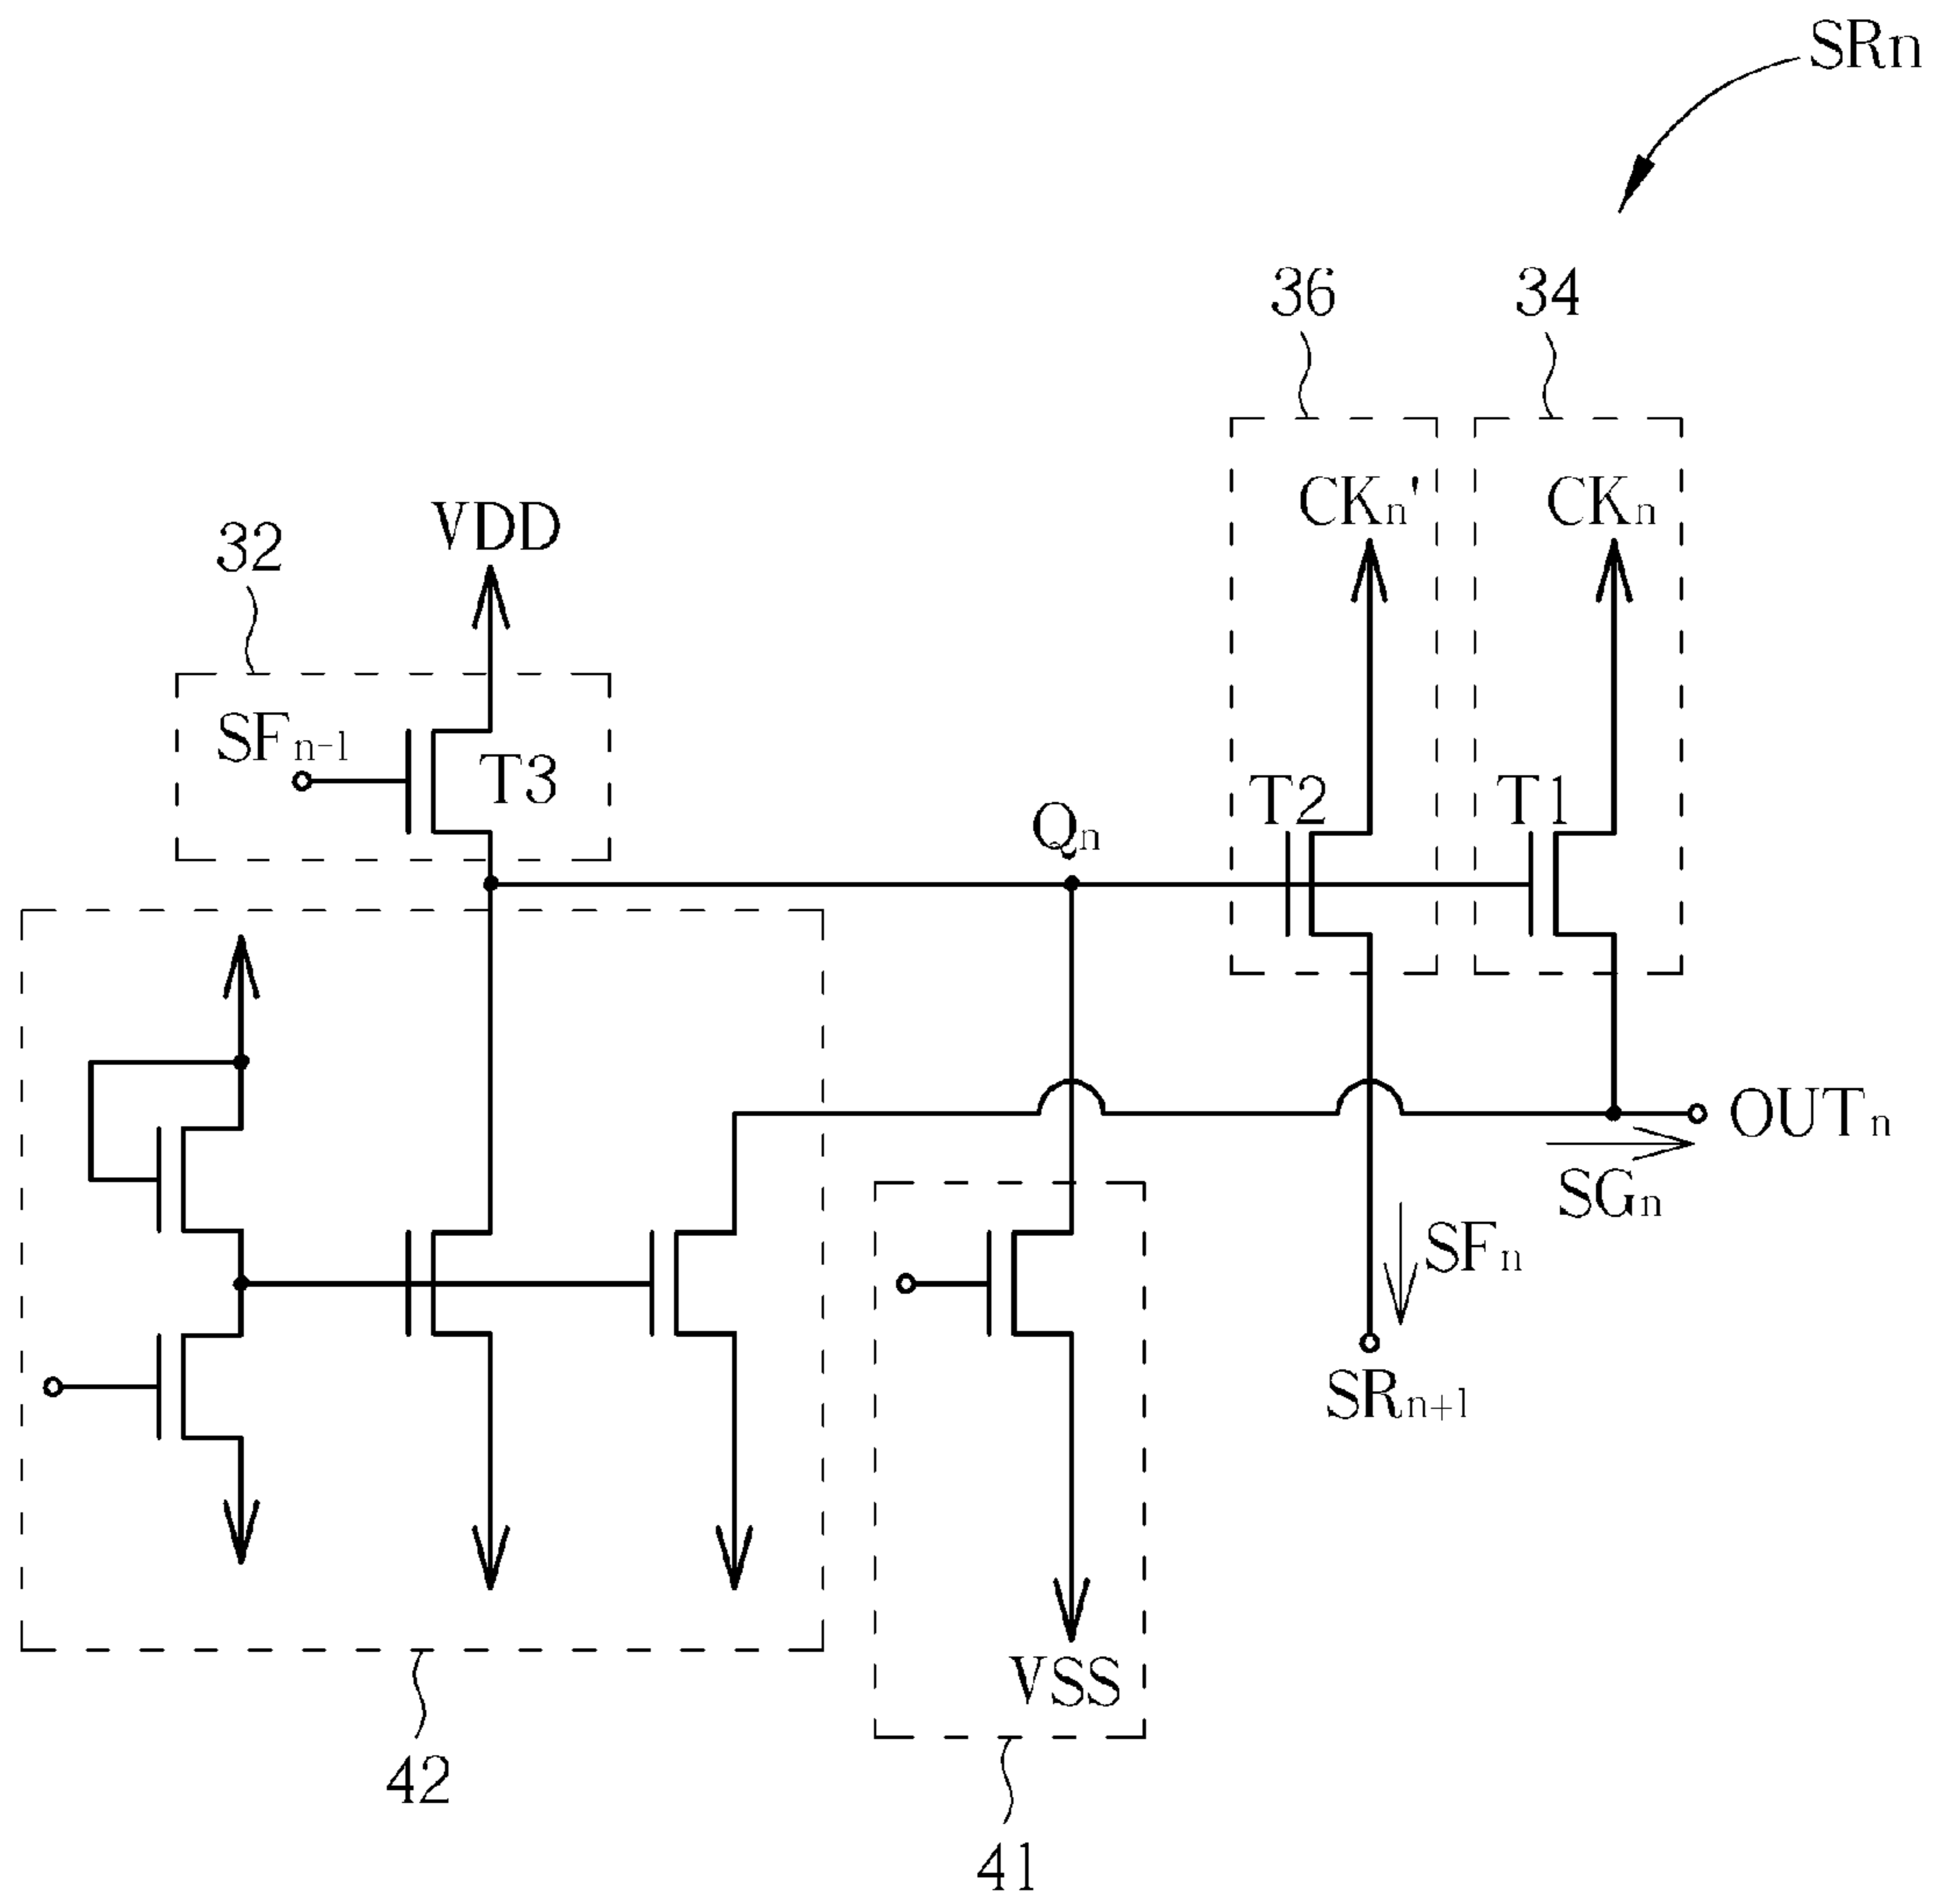 SRn
36
34
CKn'
CKn
VDD
32
SFn-1
T3
T2
T1
Qn
OUTn
SGn
SFn
SRn+1
VSS
42
41